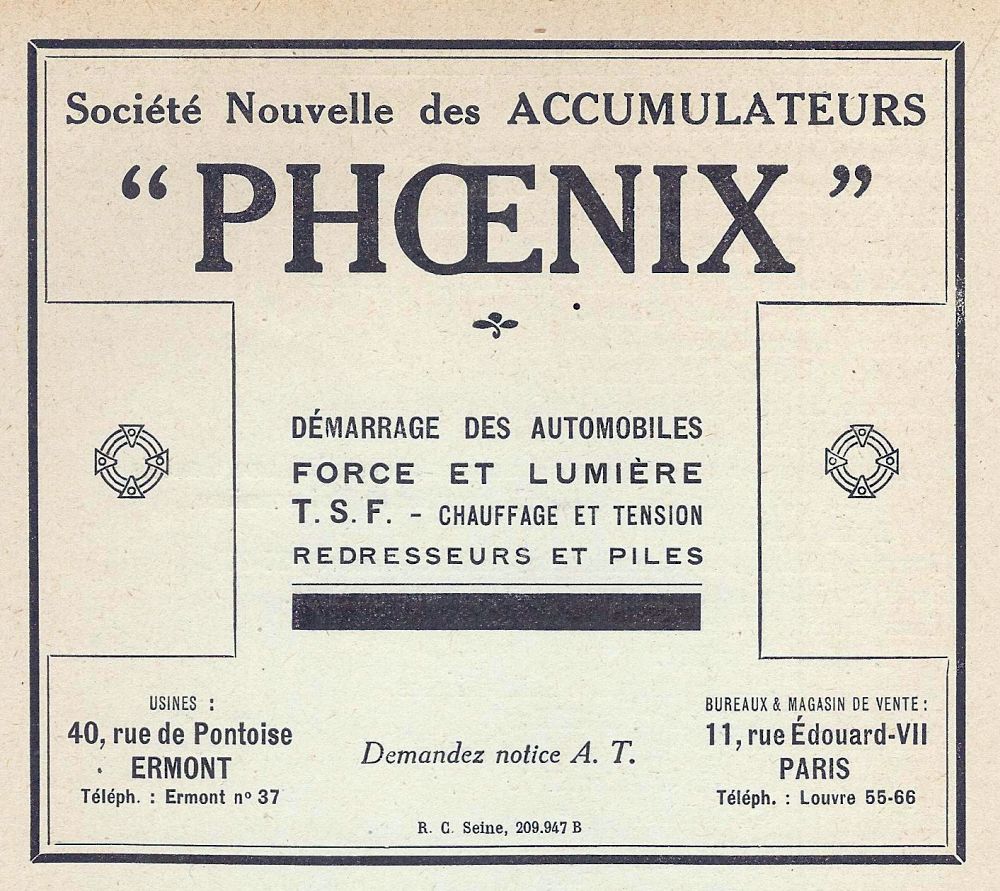 Société Nouvelle des ACCUMULATEURS
“ PHŒNIX ”
DÉMARRAGE DES AUTOMOBILES
FORCE ET LUMIÈRE
T. S. F. - CHAUFFAGE ET TENSION
REDRESSEURS ET PILES
USINES :
40, rue de Pontoise
ERMONT
Téléph. : Ermont nº 37
Demandez notice A. T.
BUREAUX & MAGASIN DE VENTE :
11, rue Édouard-VII
PARIS
Téléph. : Louvre 55-66
R. C. Seine, 209.947 B